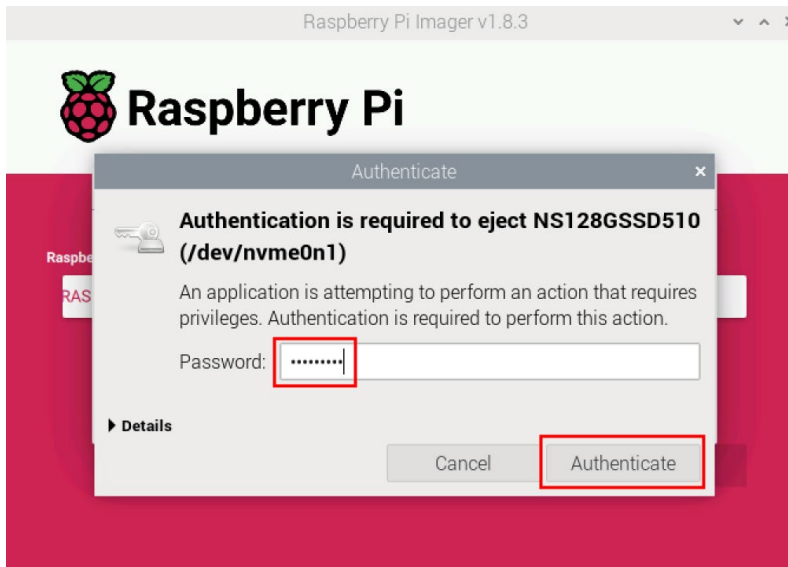 Raspberry Pi Imager v1.8.3
Raspberry Pi
Authenticate
Authentication is required to eject NS128GSSD510
(/dev/nvme0n1)
Raspbe
RAS
An application is attempting to perform an action that requires
privileges. Authentication is required to perform this action.
Password: •••••••••
Details
Cancel Authenticate